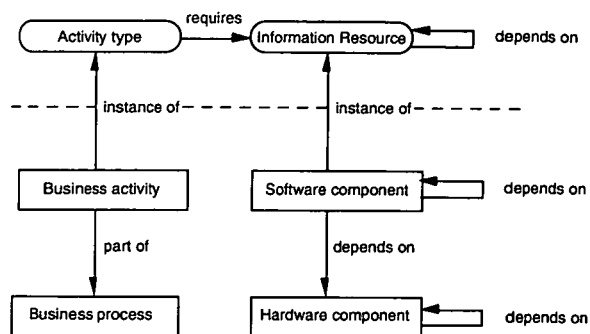 requires
Activity type
Information Resource
depends on
instance of
instance of
Business activity
Software component
depends on
part of
depends on
Business process
Hardware component
depends on